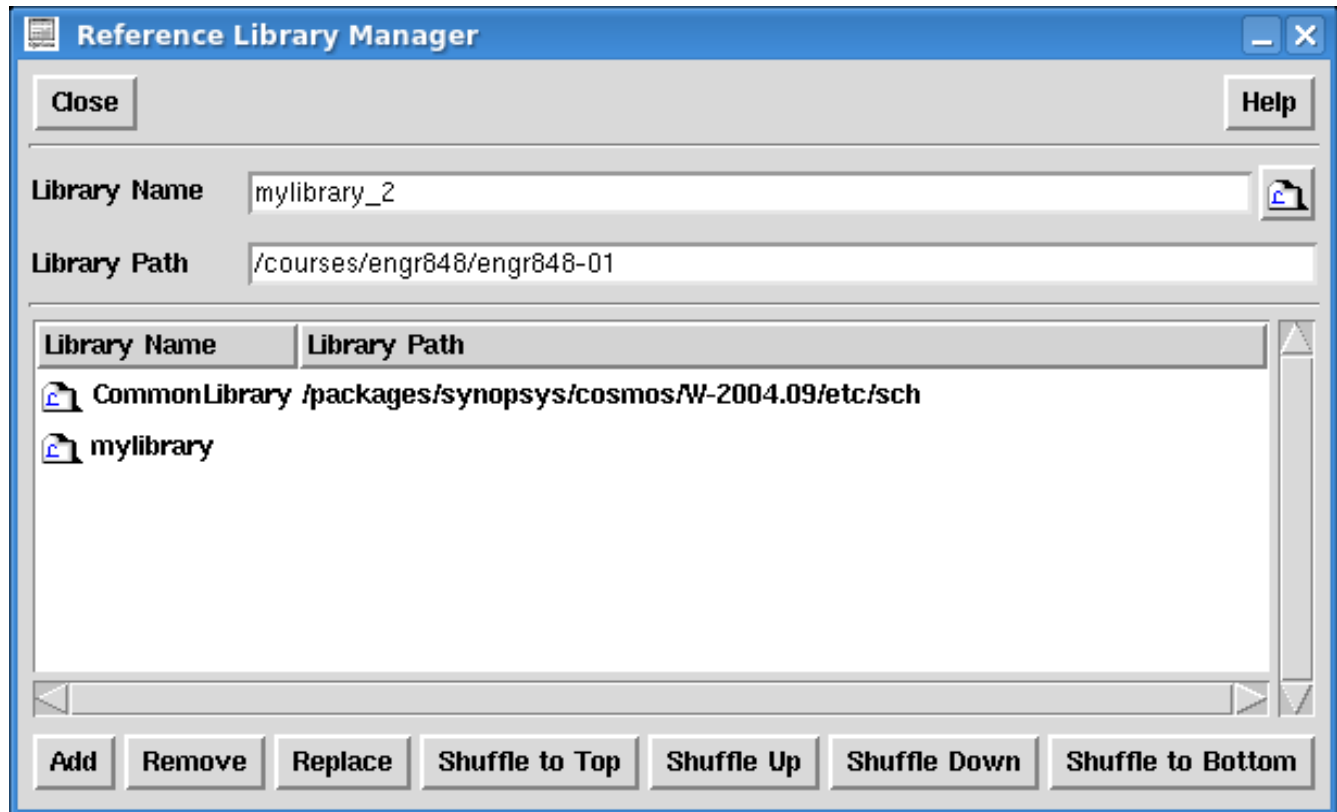 Reference Library Manager
Close Help
Library Name mylibrary_2
Library Path /courses/engr848/engr848-01
Library Name Library Path
CommonLibrary /packages/synopsys/cosmos/W-2004.09/etc/sch
mylibrary
Add Remove Replace Shuffle to Top Shuffle Up Shuffle Down Shuffle to Bottom